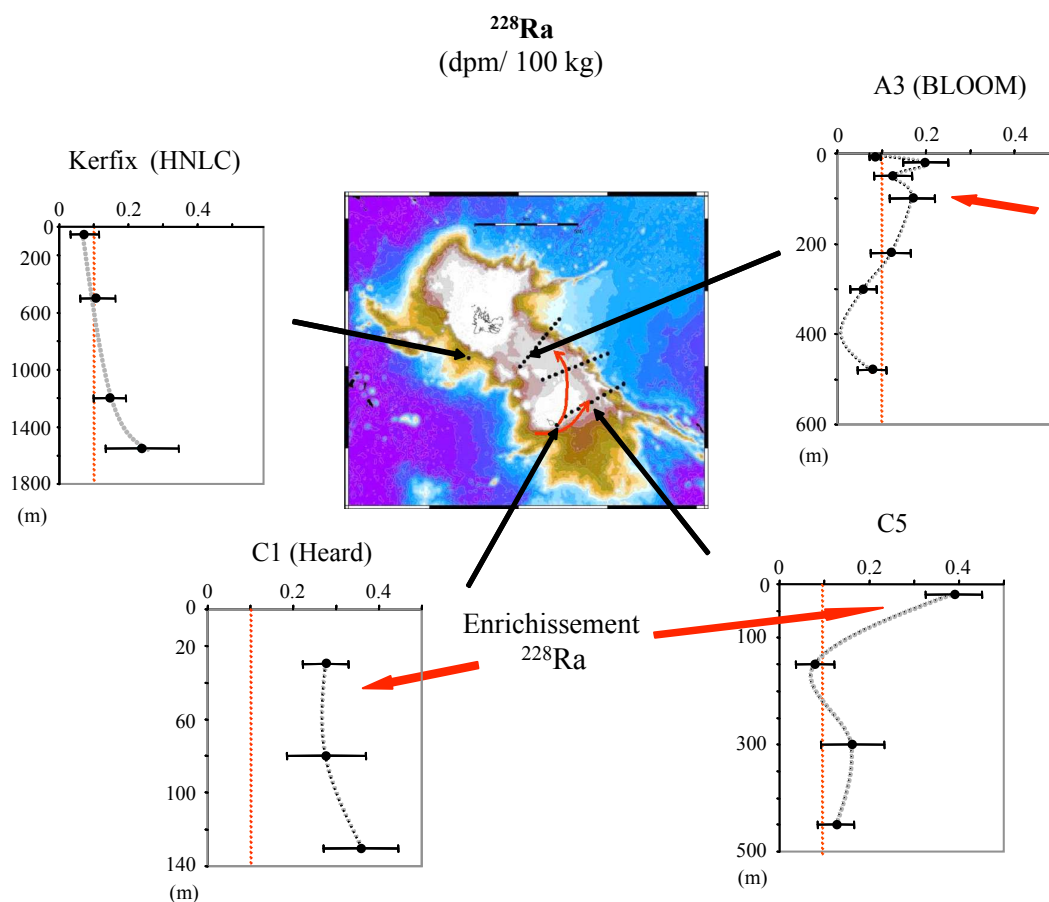 ²²⁸Ra
(dpm/ 100 kg)
A3 (BLOOM)
0 0.2 0.4
0
200
400
600
(m)
Kerfix (HNLC)
0 0.2 0.4
0
200
600
1000
1400
1800
(m)
C1 (Heard)
0 0.2 0.4
0
20
60
100
140
(m)
Enrichissement
²²⁸Ra
C5
0 0.2 0.4
0
100
300
500
(m)